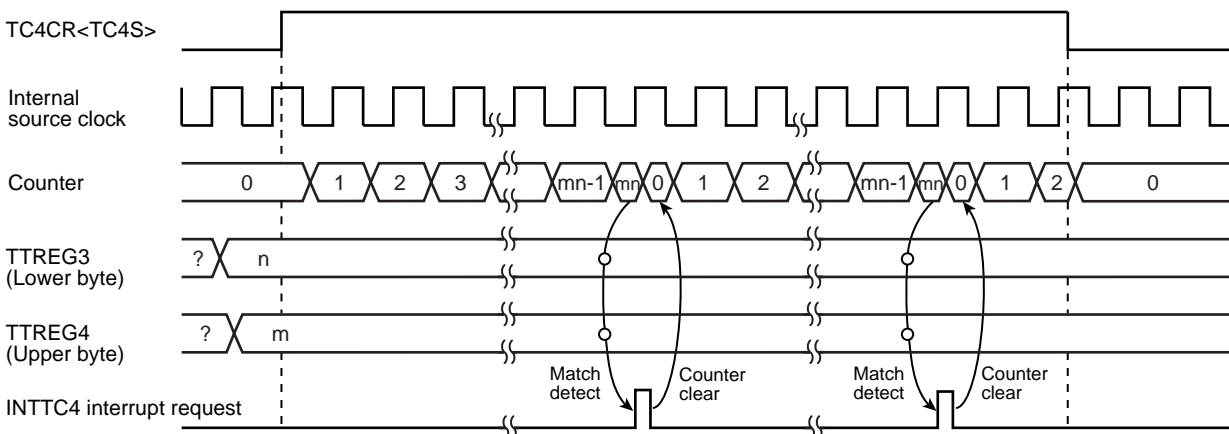 TC4CR<TC4S>
Internal
source clock
Counter
0 1 2 3 mn-1 mn 0 1 2 mn-1 mn 0 1 2 0
TTREG3
(Lower byte)
? n
TTREG4
(Upper byte)
? m
Match
detect
Counter
clear
Match
detect
Counter
clear
INTTC4 interrupt request